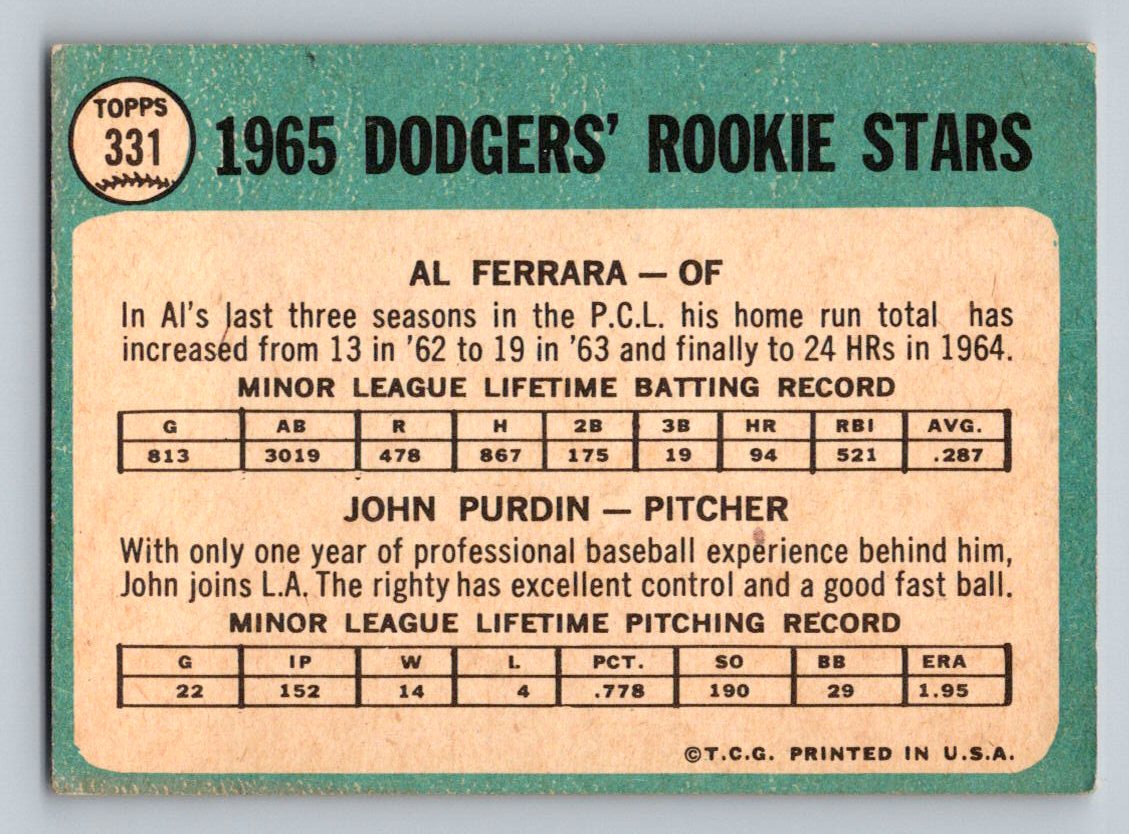 TOPPS
331
1965 DODGERS' ROOKIE STARS
AL FERRARA — OF
In Al's last three seasons in the P.C.L. his home run total has
increased from 13 in '62 to 19 in '63 and finally to 24 HRs in 1964.
MINOR LEAGUE LIFETIME BATTING RECORD
G AB R H 2B 3B HR RBI AVG.
813 3019 478 867 175 19 94 521 .287
JOHN PURDIN — PITCHER
With only one year of professional baseball experience behind him,
John joins L.A. The righty has excellent control and a good fast ball.
MINOR LEAGUE LIFETIME PITCHING RECORD
G IP W L PCT. SO BB ERA
22 152 14 4 .778 190 29 1.95
©T.C.G. PRINTED IN U.S.A.